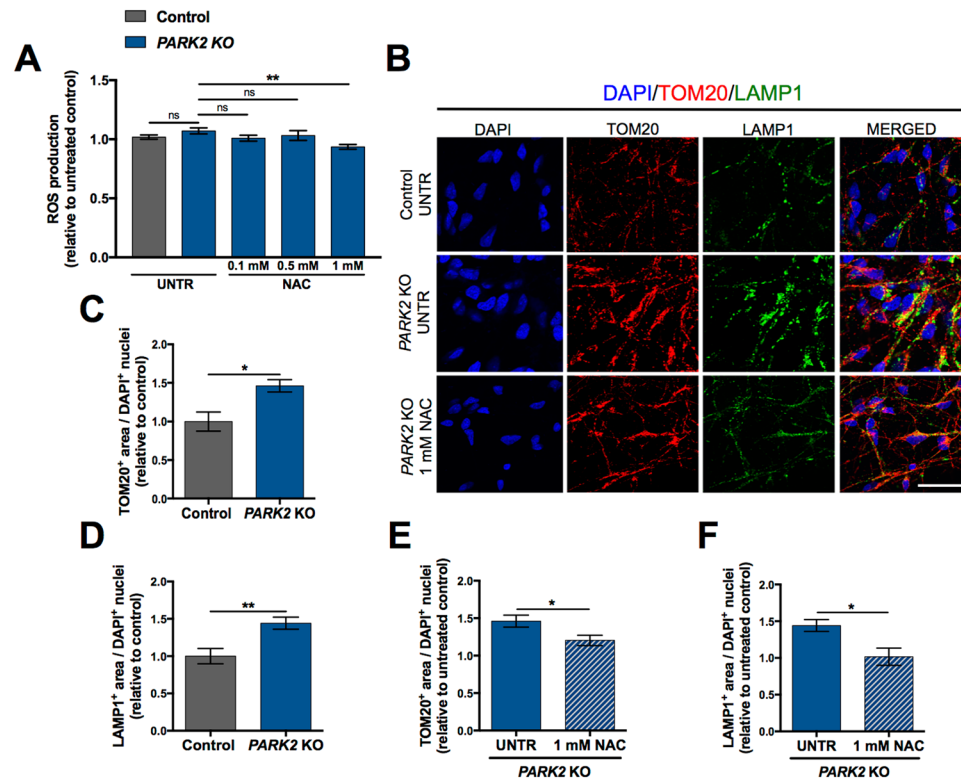 Control
PARK2 KO
A
ROS production
(relative to untreated control)
1.5
1.0
0.5
0.0
ns
ns
ns
**
0.1 mM 0.5 mM 1 mM
UNTR NAC
B
DAPI/TOM20/LAMP1
DAPI TOM20 LAMP1 MERGED
Control
UNTR
PARK2 KO
UNTR
PARK2 KO
1 mM NAC
C
TOM20⁺ area / DAPI⁺ nuclei
(relative to control)
2.0
1.5
1.0
0.5
0.0
*
Control PARK2 KO
D
LAMP1⁺ area / DAPI⁺ nuclei
(relative to control)
2.0
1.5
1.0
0.5
0.0
**
Control PARK2 KO
E
TOM20⁺ area / DAPI⁺ nuclei
(relative to untreated control)
2.0
1.5
1.0
0.5
0.0
*
UNTR 1 mM NAC
PARK2 KO
F
LAMP1⁺ area / DAPI⁺ nuclei
(relative to untreated control)
2.0
1.5
1.0
0.5
0.0
*
UNTR 1 mM NAC
PARK2 KO